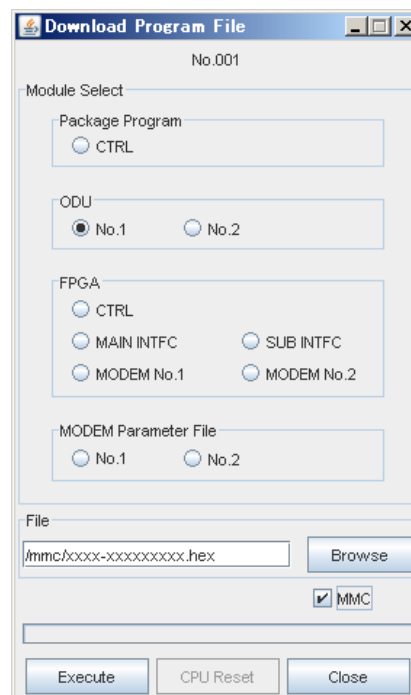 Download Program File
No.001
Module Select
Package Program
CTRL
ODU
No.1 No.2
FPGA
CTRL
MAIN INTFC SUB INTFC
MODEM No.1 MODEM No.2
MODEM Parameter File
No.1 No.2
File
/mmc/xxxx-xxxxxxxxx.hex Browse
MMC
Execute CPU Reset Close